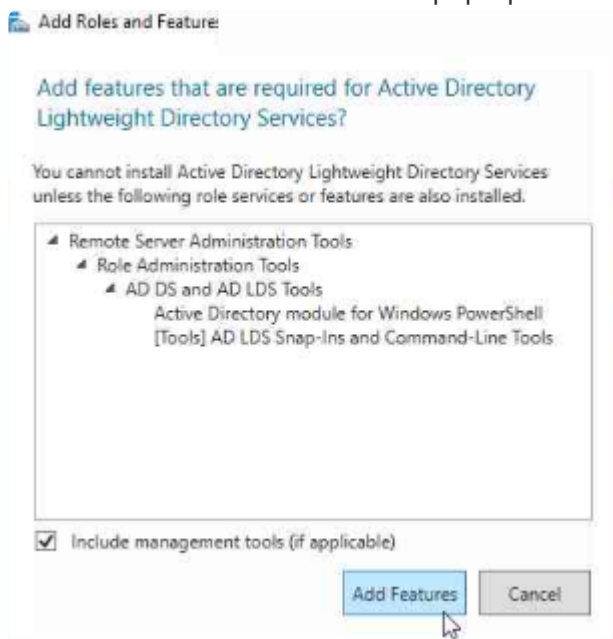 Add Roles and Features
Add features that are required for Active Directory
Lightweight Directory Services?
You cannot install Active Directory Lightweight Directory Services
unless the following role services or features are also installed.
Remote Server Administration Tools
Role Administration Tools
AD DS and AD LDS Tools
Active Directory module for Windows PowerShell
[Tools] AD LDS Snap-Ins and Command-Line Tools
Include management tools (if applicable)
Add Features
Cancel